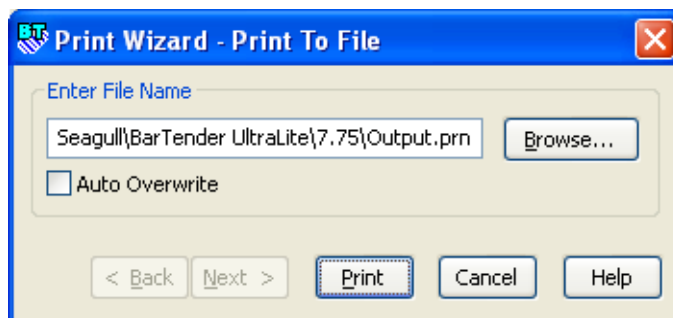 BT Print Wizard - Print To File
Enter File Name
Seagull\BarTender UltraLite\7.75\Output.prn Browse...
Auto Overwrite
< Back Next > Print Cancel Help